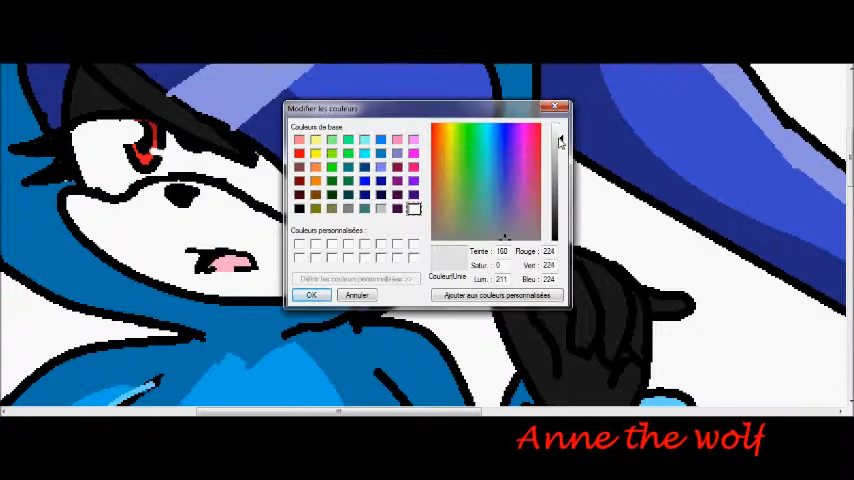 Modifier les couleurs
Couleurs de base :
Couleurs personnalisées :
Définir les couleurs personnalisées >>
OK
Annuler
Teinte : 160 Rouge : 224
Satur. : 0 Vert : 224
Couleur|Unie Lum. : 211 Bleu : 224
Ajouter aux couleurs personnalisées
Anne the wolf